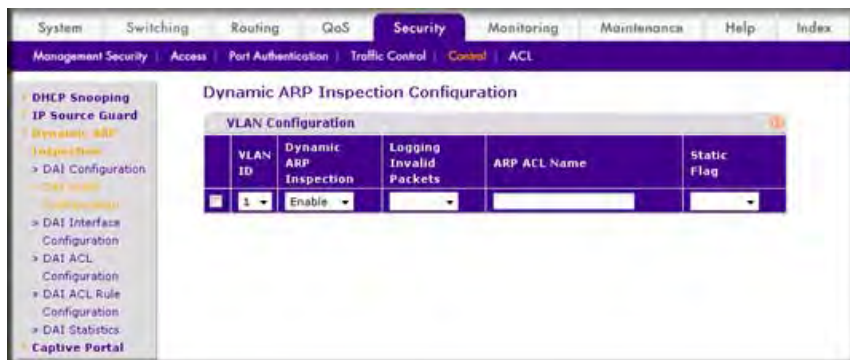 System Switching Routing QoS Security Monitoring Maintenance Help Index
Management Security Access Port Authentication Traffic Control Control ACL
DHCP Snooping
IP Source Guard
Dynamic ARP
Inspection
> DAI Configuration
> DAI VLAN
Configuration
> DAI Interface
Configuration
> DAI ACL
Configuration
> DAI ACL Rule
Configuration
> DAI Statistics
Captive Portal
Dynamic ARP Inspection Configuration
VLAN Configuration
VLAN
ID
Dynamic
ARP
Inspection
Logging
Invalid
Packets
ARP ACL Name
Static
Flag
1 Enable